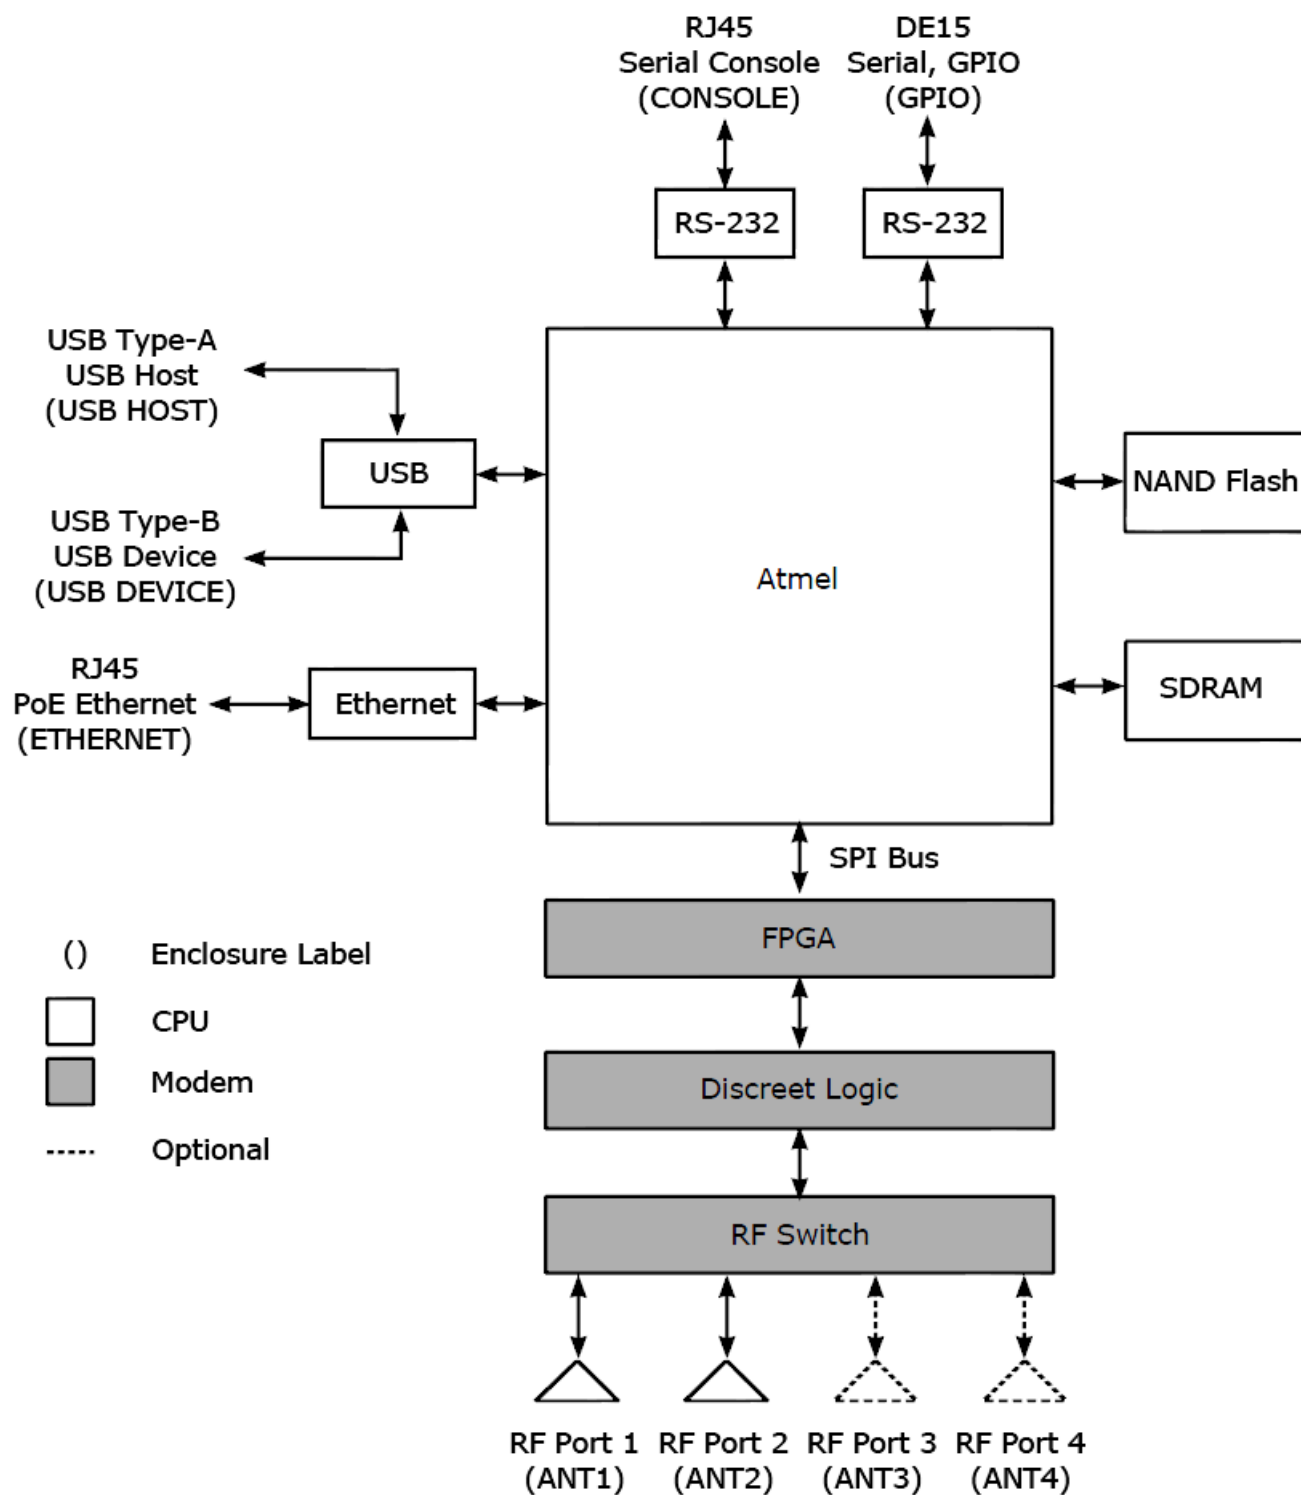 RJ45
Serial Console
(CONSOLE)
DE15
Serial, GPIO
(GPIO)
RS-232
RS-232
USB Type-A
USB Host
(USB HOST)
USB
USB Type-B
USB Device
(USB DEVICE)
RJ45
PoE Ethernet
(ETHERNET)
Ethernet
Atmel
NAND Flash
SDRAM
SPI Bus
FPGA
Discreet Logic
RF Switch
() Enclosure Label
CPU
Modem
Optional
RF Port 1
(ANT1)
RF Port 2
(ANT2)
RF Port 3
(ANT3)
RF Port 4
(ANT4)